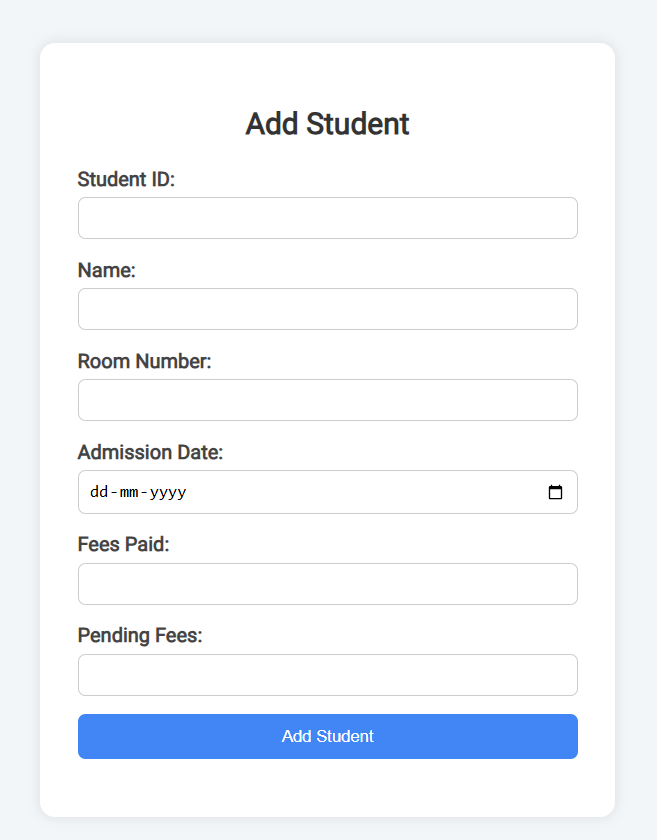 Add Student
Student ID:
Name:
Room Number:
Admission Date:
dd-mm-yyyy
Fees Paid:
Pending Fees:
Add Student